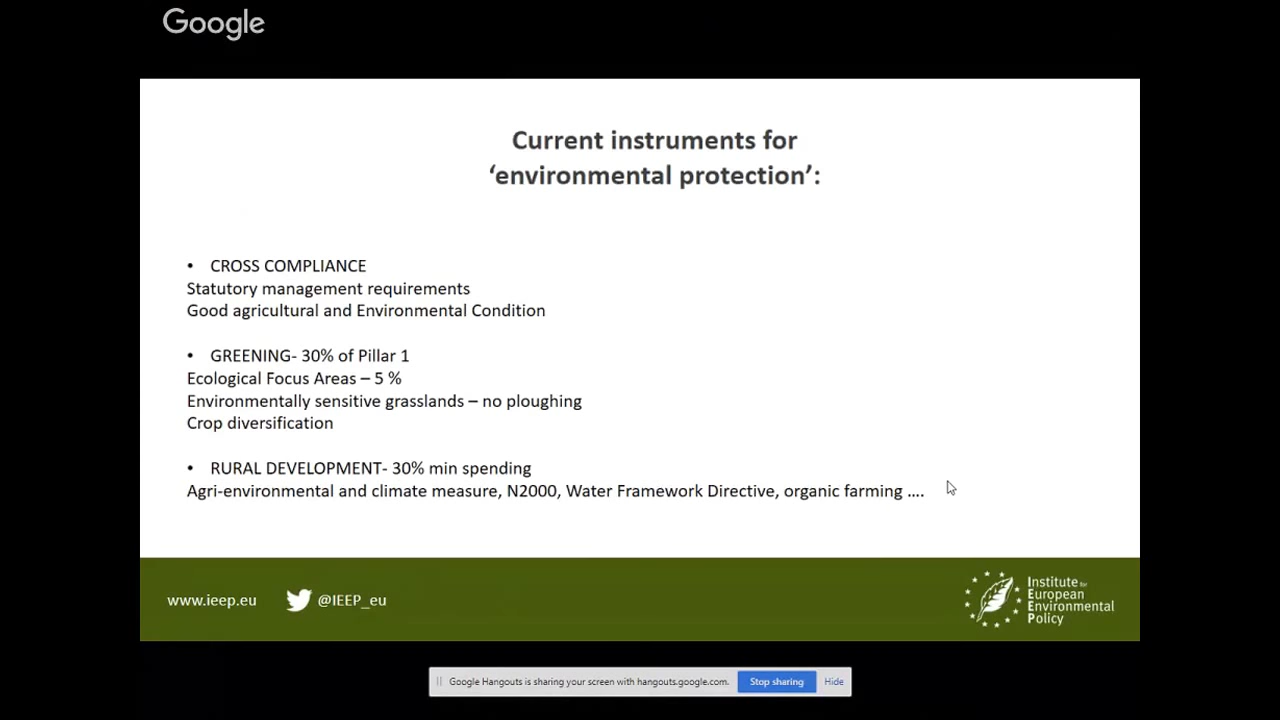 Google
Current instruments for
‘environmental protection’:
• CROSS COMPLIANCE
Statutory management requirements
Good agricultural and Environmental Condition
• GREENING- 30% of Pillar 1
Ecological Focus Areas – 5 %
Environmentally sensitive grasslands – no ploughing
Crop diversification
• RURAL DEVELOPMENT- 30% min spending
Agri-environmental and climate measure, N2000, Water Framework Directive, organic farming ....
www.ieep.eu @IEEP_eu
Institute for
European
Environmental
Policy
Google Hangouts is sharing your screen with hangouts.google.com. Stop sharing Hide